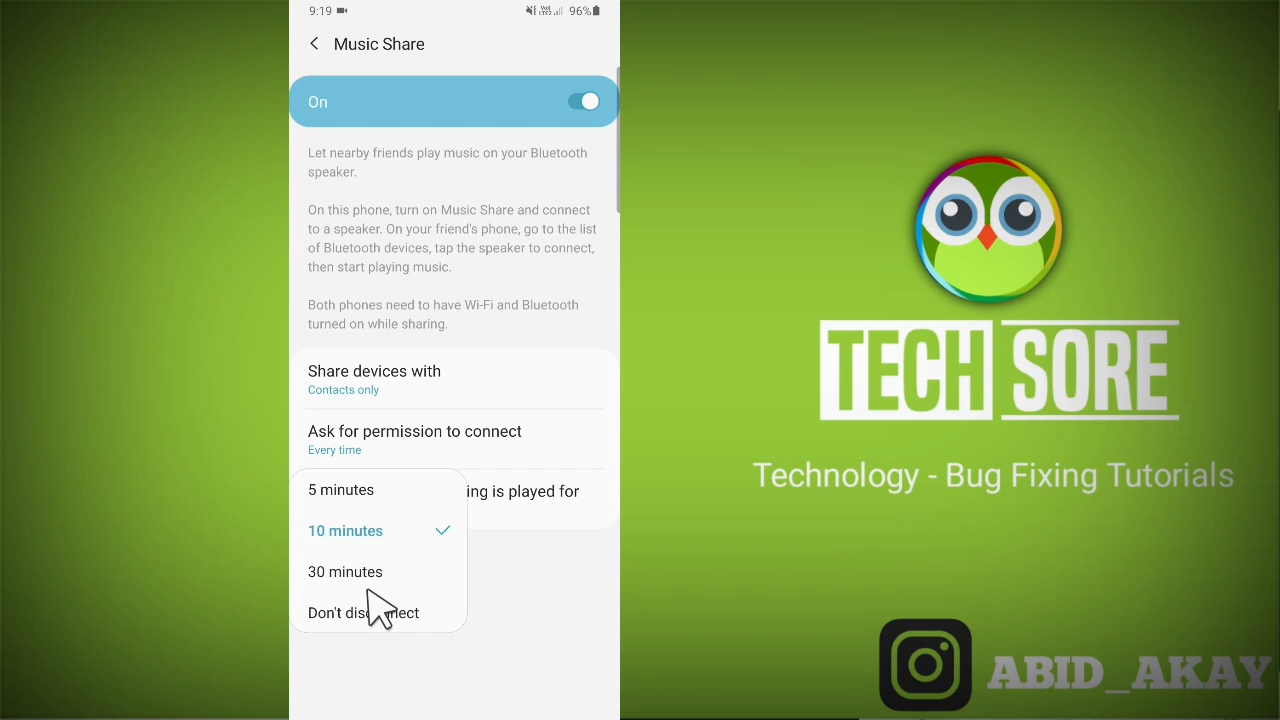 9:19
96%
Music Share
On
Let nearby friends play music on your Bluetooth
speaker.
On this phone, turn on Music Share and connect
to a speaker. On your friend's phone, go to the list
of Bluetooth devices, tap the speaker to connect,
then start playing music.
Both phones need to have Wi-Fi and Bluetooth
turned on while sharing.
Share devices with
Contacts only
Ask for permission to connect
Every time
is played for
5 minutes
10 minutes
30 minutes
Don't disconnect
TECH SORE
Technology - Bug Fixing Tutorials
ABID_AKAY